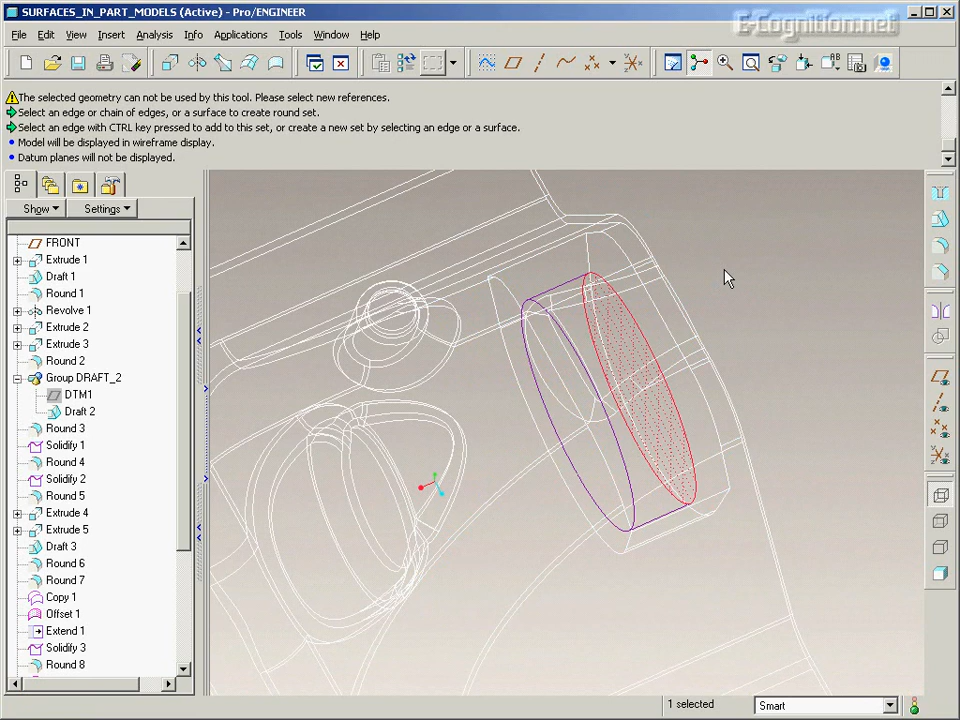 SURFACES_IN_PART_MODELS (Active) - Pro/ENGINEER
E-Cognition.net
File Edit View Insert Analysis Info Applications Tools Window Help
The selected geometry can not be used by this tool. Please select new references.
Select an edge or chain of edges, or a surface to create round set.
Select an edge with CTRL key pressed to add to this set, or create a new set by selecting an edge or a surface.
Model will be displayed in wireframe display.
Datum planes will not be displayed.
Show Settings
FRONT
Extrude 1
Draft 1
Round 1
Revolve 1
Extrude 2
Extrude 3
Round 2
Group DRAFT_2
DTM1
Draft 2
Round 3
Solidify 1
Round 4
Solidify 2
Round 5
Extrude 4
Extrude 5
Draft 3
Round 6
Round 7
Copy 1
Offset 1
Extend 1
Solidify 3
Round 8
1 selected
Smart